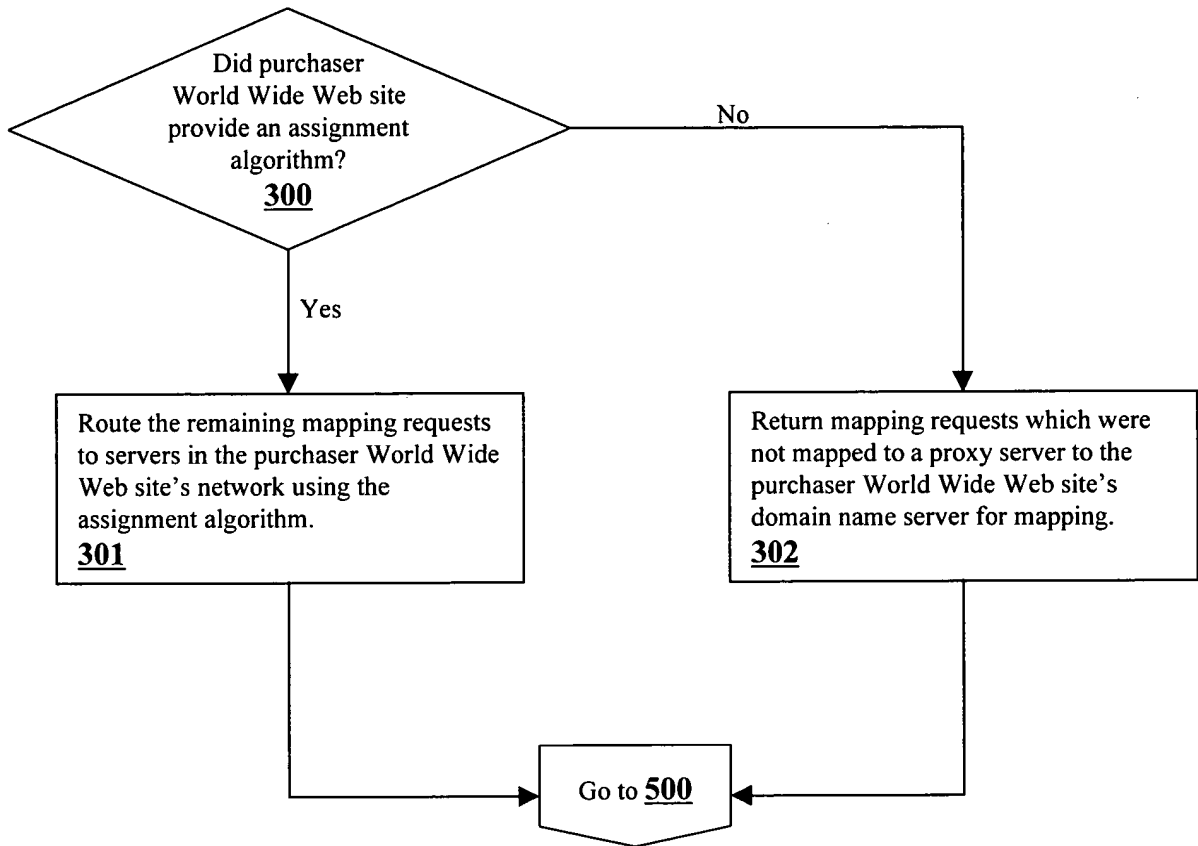 Did purchaser
World Wide Web site
provide an assignment
algorithm?
300
No
Yes
Route the remaining mapping requests
to servers in the purchaser World Wide
Web site's network using the
assignment algorithm.
301
Return mapping requests which were
not mapped to a proxy server to the
purchaser World Wide Web site's
domain name server for mapping.
302
Go to 500